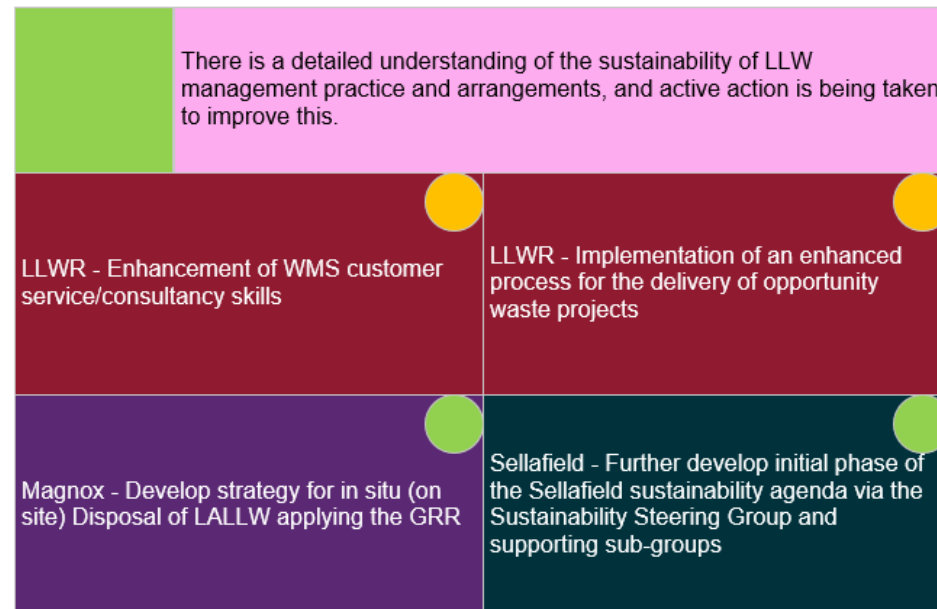 There is a detailed understanding of the sustainability of LLW
management practice and arrangements, and active action is being taken
to improve this.
LLWR - Enhancement of WMS customer
service/consultancy skills
LLWR - Implementation of an enhanced
process for the delivery of opportunity
waste projects
Magnox - Develop strategy for in situ (on
site) Disposal of LALLW applying the GRR
Sellafield - Further develop initial phase of
the Sellafield sustainability agenda via the
Sustainability Steering Group and
supporting sub-groups